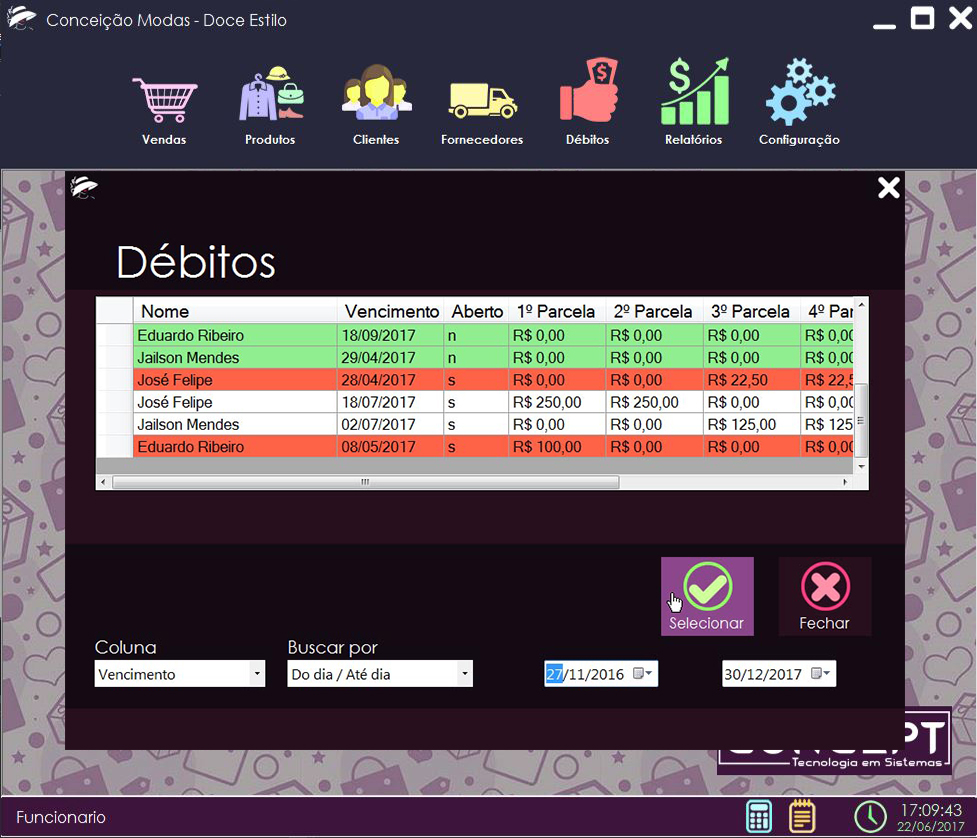 Conceição Modas - Doce Estilo
Vendas Produtos Clientes Fornecedores Débitos Relatórios Configuração
Débitos
Nome Vencimento Aberto 1º Parcela 2º Parcela 3º Parcela 4º Par
Eduardo Ribeiro 18/09/2017 n R$ 0,00 R$ 0,00 R$ 0,00 R$ 0,00
Jailson Mendes 29/04/2017 n R$ 0,00 R$ 0,00 R$ 0,00 R$ 0,00
José Felipe 28/04/2017 s R$ 0,00 R$ 0,00 R$ 22,50 R$ 22,5
José Felipe 18/07/2017 s R$ 250,00 R$ 250,00 R$ 0,00 R$ 0,00
Jailson Mendes 02/07/2017 s R$ 0,00 R$ 0,00 R$ 125,00 R$ 125
Eduardo Ribeiro 08/05/2017 s R$ 100,00 R$ 0,00 R$ 0,00 R$ 0,00
Selecionar Fechar
Coluna Buscar por
Vencimento Do dia / Até dia 27/11/2016 30/12/2017
CONCEPT
Tecnologia em Sistemas
Funcionario 17:09:43
22/06/2017